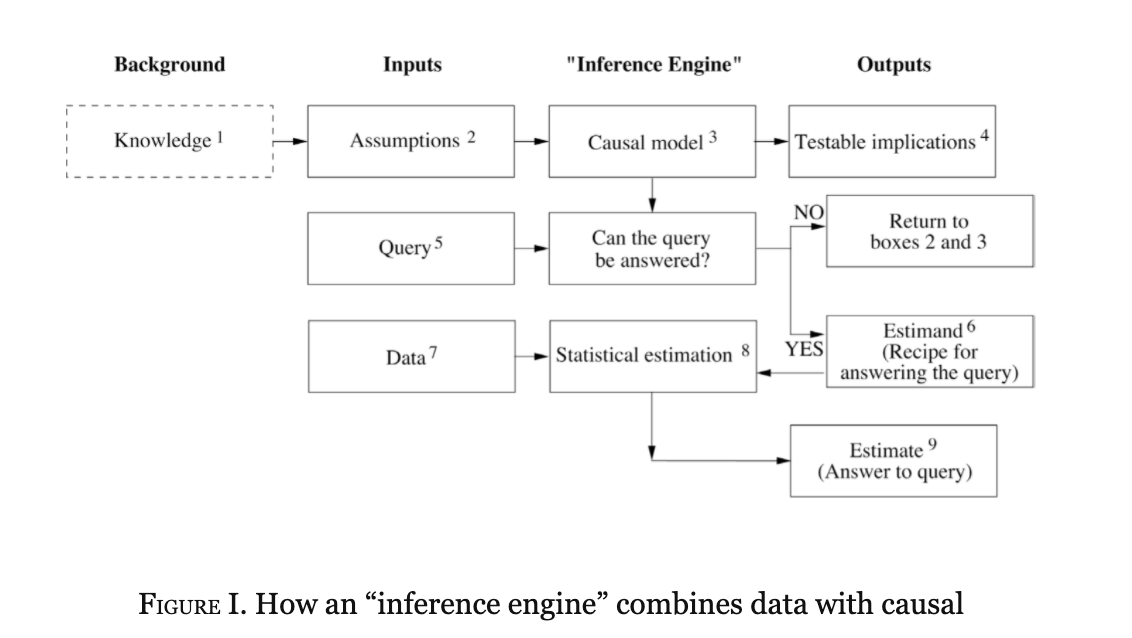 Background Inputs "Inference Engine" Outputs
Knowledge 1 Assumptions 2 Causal model 3 Testable implications 4
NO
Query 5 Can the query
be answered?
Return to
boxes 2 and 3
Data 7 Statistical estimation 8 YES
Estimand 6
(Recipe for
answering the query)
Estimate 9
(Answer to query)
FIGURE I. How an “inference engine” combines data with causal